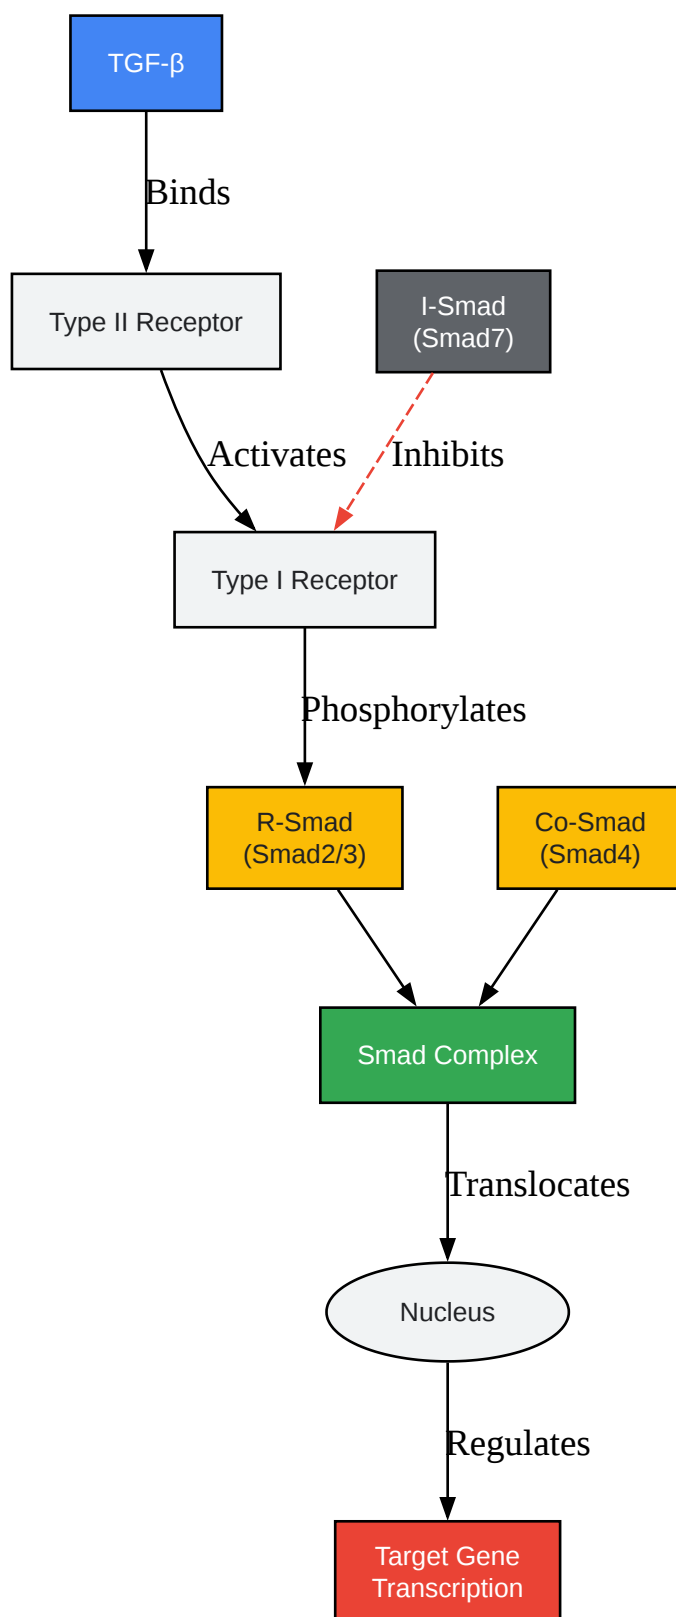 TGF-β
Binds
Type II Receptor
I-Smad
(Smad7)
Activates
Inhibits
Type I Receptor
Phosphorylates
R-Smad
(Smad2/3)
Co-Smad
(Smad4)
Smad Complex
Translocates
Nucleus
Regulates
Target Gene
Transcription